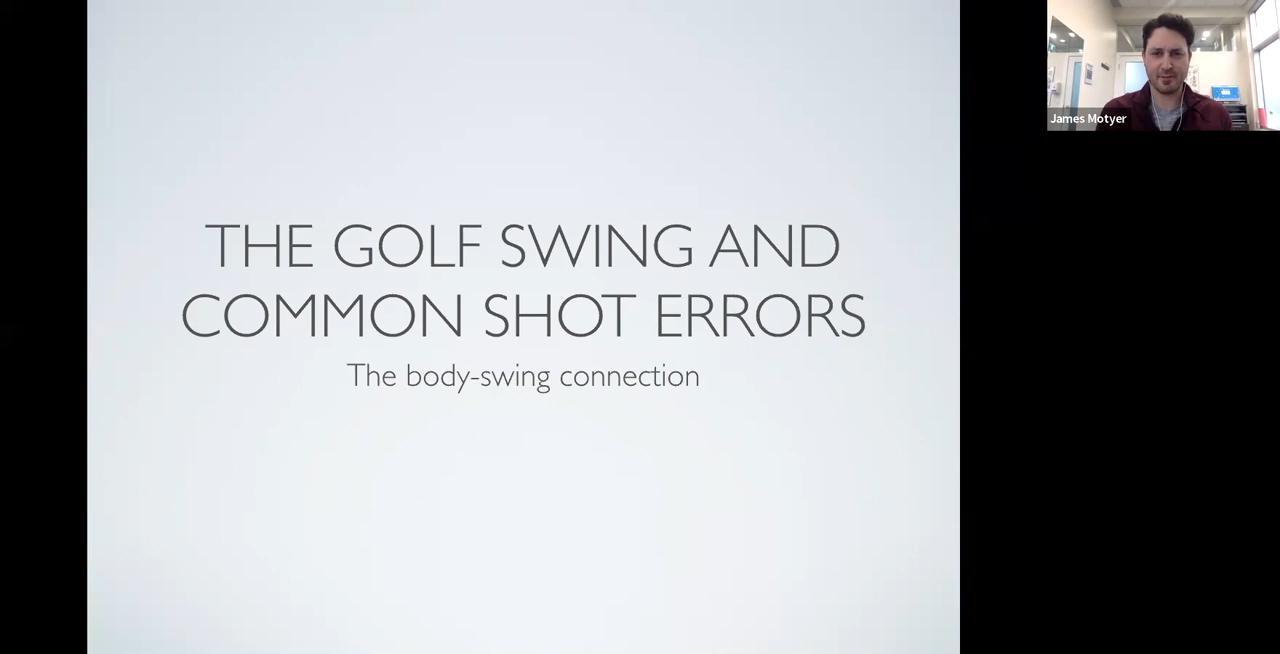 THE GOLF SWING AND
COMMON SHOT ERRORS
The body-swing connection
James Motyer